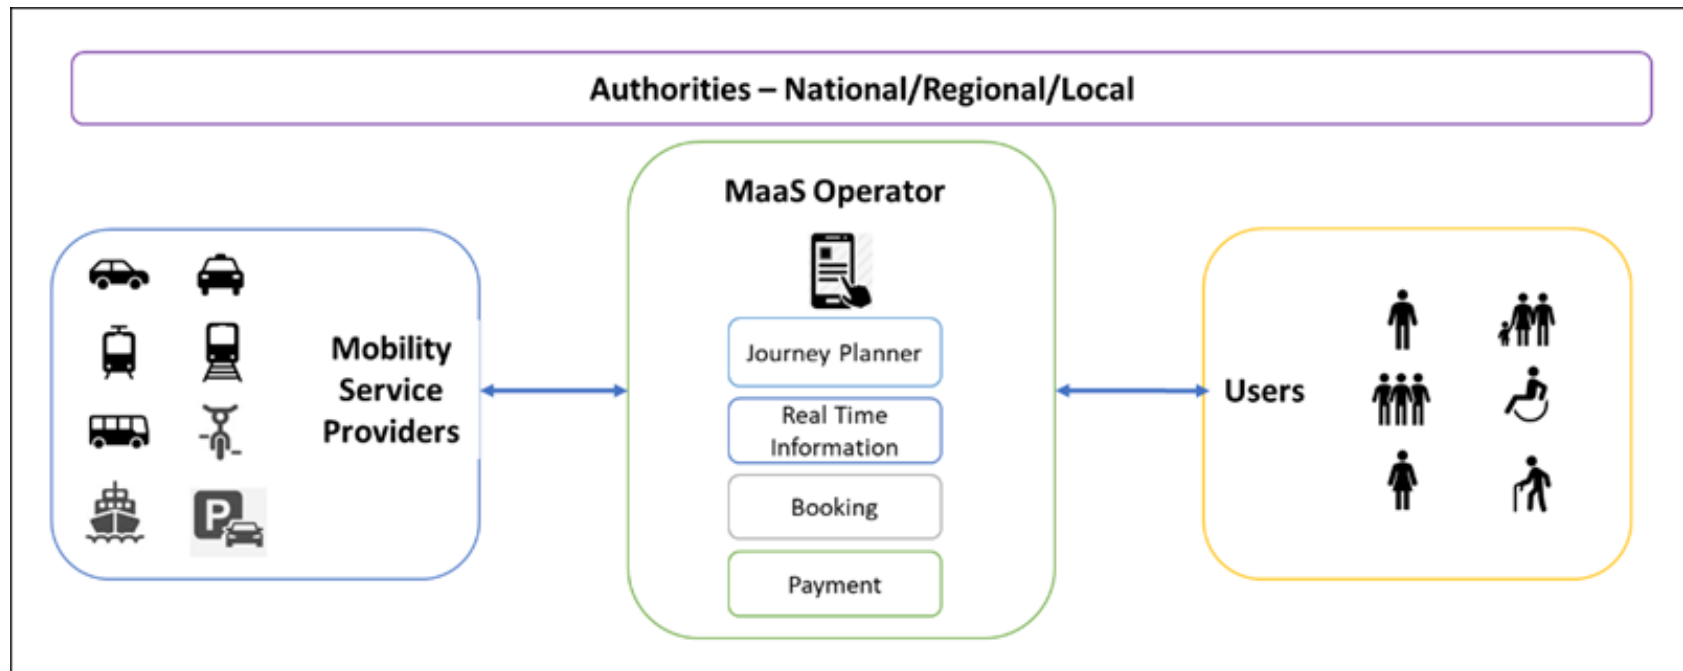 Authorities – National/Regional/Local
MaaS Operator
Mobility
Service
Providers
Journey Planner
Real Time
Information
Booking
Payment
Users
P